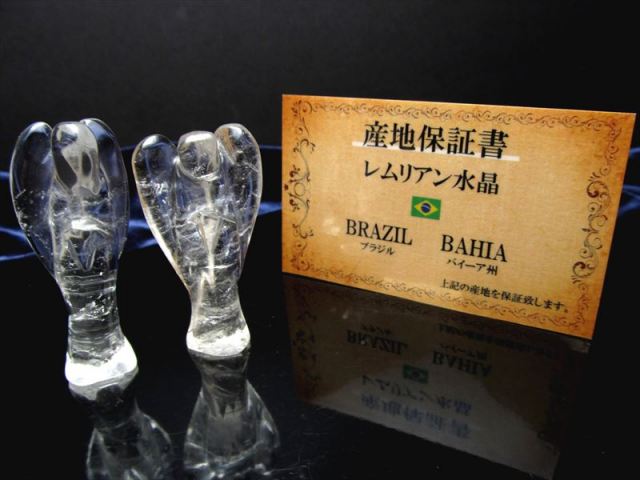 産地保証書
レムリアン水晶
BRAZIL BAHIA
ブラジル バイーア州
上記の産地を保証致します。